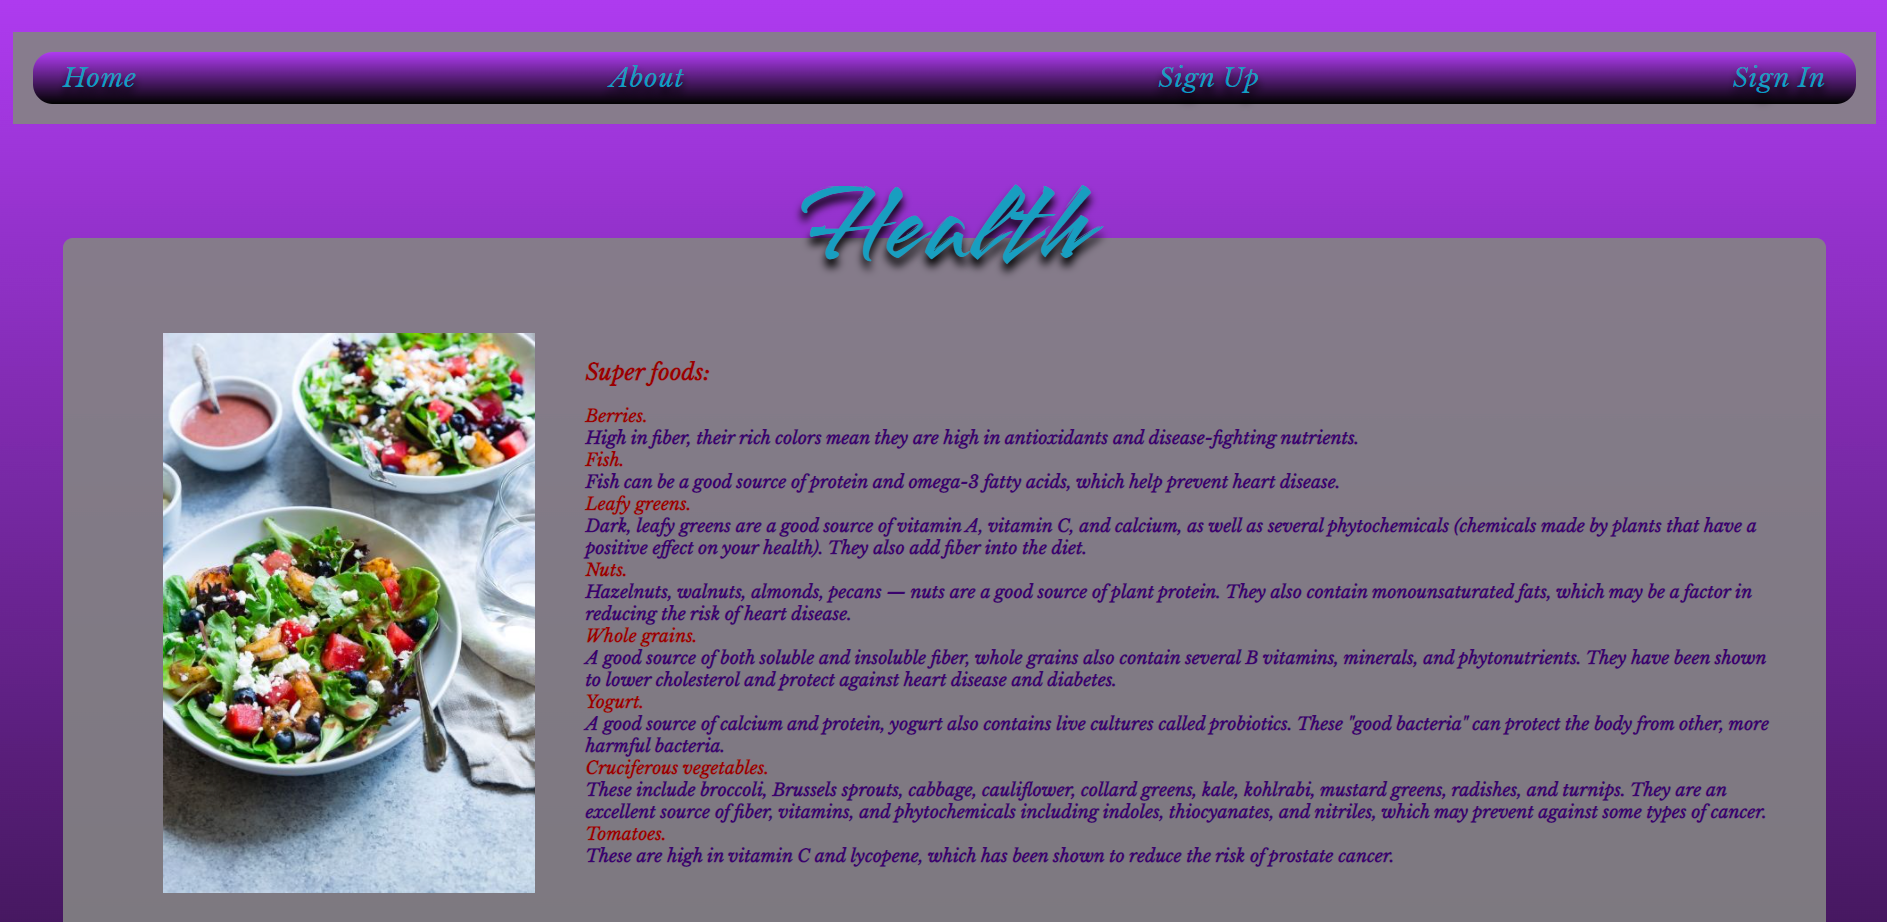 Home About Sign Up Sign In
Health
Super foods:
Berries.
High in fiber, their rich colors mean they are high in antioxidants and disease-fighting nutrients.
Fish.
Fish can be a good source of protein and omega-3 fatty acids, which help prevent heart disease.
Leafy greens.
Dark, leafy greens are a good source of vitamin A, vitamin C, and calcium, as well as several phytochemicals (chemicals made by plants that have a
positive effect on your health). They also add fiber into the diet.
Nuts.
Hazelnuts, walnuts, almonds, pecans — nuts are a good source of plant protein. They also contain monounsaturated fats, which may be a factor in
reducing the risk of heart disease.
Whole grains.
A good source of both soluble and insoluble fiber, whole grains also contain several B vitamins, minerals, and phytonutrients. They have been shown
to lower cholesterol and protect against heart disease and diabetes.
Yogurt.
A good source of calcium and protein, yogurt also contains live cultures called probiotics. These "good bacteria" can protect the body from other, more
harmful bacteria.
Cruciferous vegetables.
These include broccoli, Brussels sprouts, cabbage, cauliflower, collard greens, kale, kohlrabi, mustard greens, radishes, and turnips. They are an
excellent source of fiber, vitamins, and phytochemicals including indoles, thiocyanates, and nitriles, which may prevent against some types of cancer.
Tomatoes.
These are high in vitamin C and lycopene, which has been shown to reduce the risk of prostate cancer.